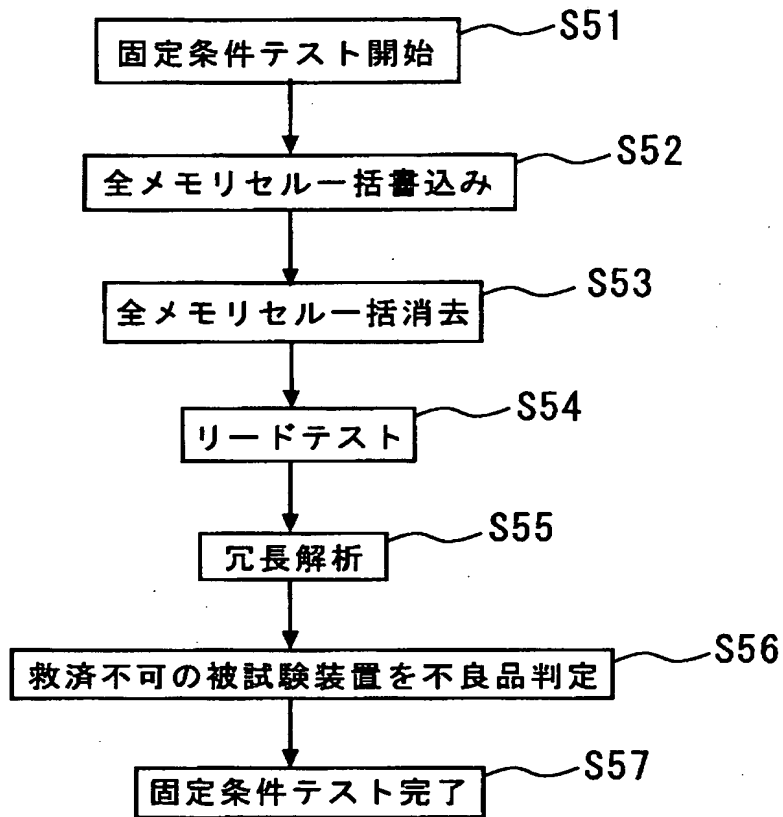 固定条件テスト開始
S51
全メモリセル一括書込み
S52
全メモリセル一括消去
S53
リードテスト
S54
冗長解析
S55
救済不可の被試験装置を不良品判定
S56
固定条件テスト完了
S57